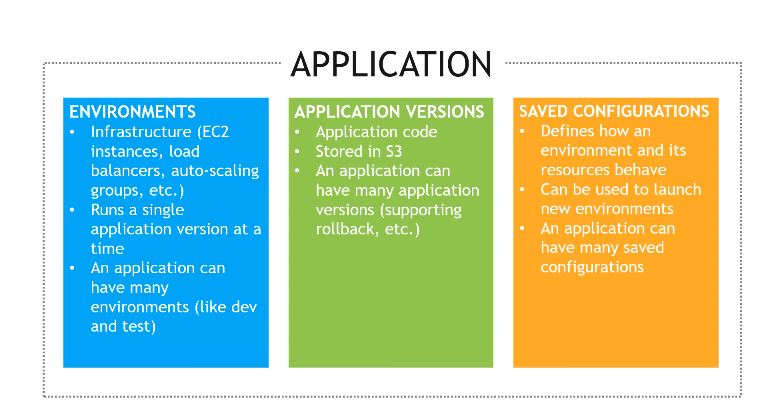 APPLICATION
ENVIRONMENTS
• Infrastructure (EC2
instances, load
balancers, auto-scaling
groups, etc.)
• Runs a single
application version at a
time
• An application can
have many
environments (like dev
and test)
APPLICATION VERSIONS
• Application code
• Stored in S3
• An application can
have many application
versions (supporting
rollback, etc.)
SAVED CONFIGURATIONS
• Defines how an
environment and its
resources behave
• Can be used to launch
new environments
• An application can
have many saved
configurations